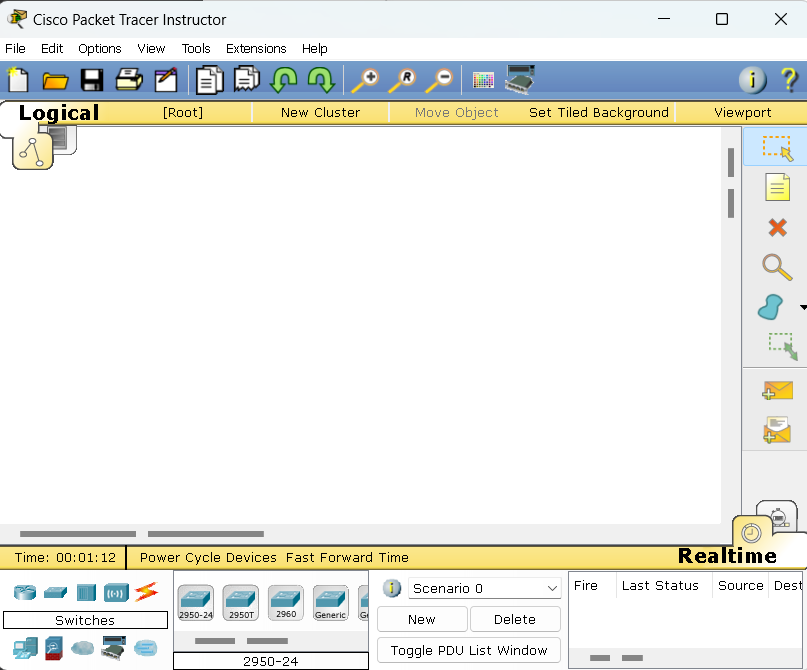 Cisco Packet Tracer Instructor
File Edit Options View Tools Extensions Help
Logical [Root] New Cluster Move Object Set Tiled Background Viewport
Time: 00:01:12 Power Cycle Devices Fast Forward Time Realtime
Scenario 0 Fire Last Status Source Dest
2950-24 2950T 2960 Generic Ge
Switches New Delete
Toggle PDU List Window
2950-24